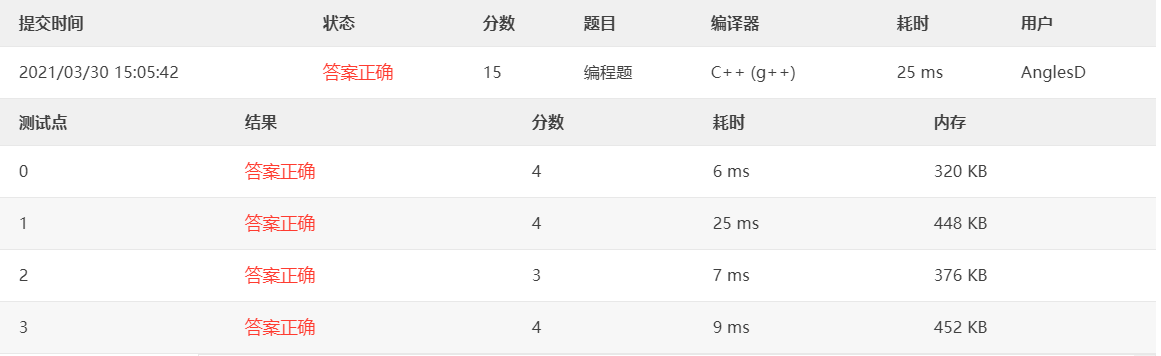 提交时间 状态 分数 题目 编译器 耗时 用户
2021/03/30 15:05:42 答案正确 15 编程题 C++ (g++) 25 ms AnglesD
测试点 结果 分数 耗时 内存
0 答案正确 4 6 ms 320 KB
1 答案正确 4 25 ms 448 KB
2 答案正确 3 7 ms 376 KB
3 答案正确 4 9 ms 452 KB